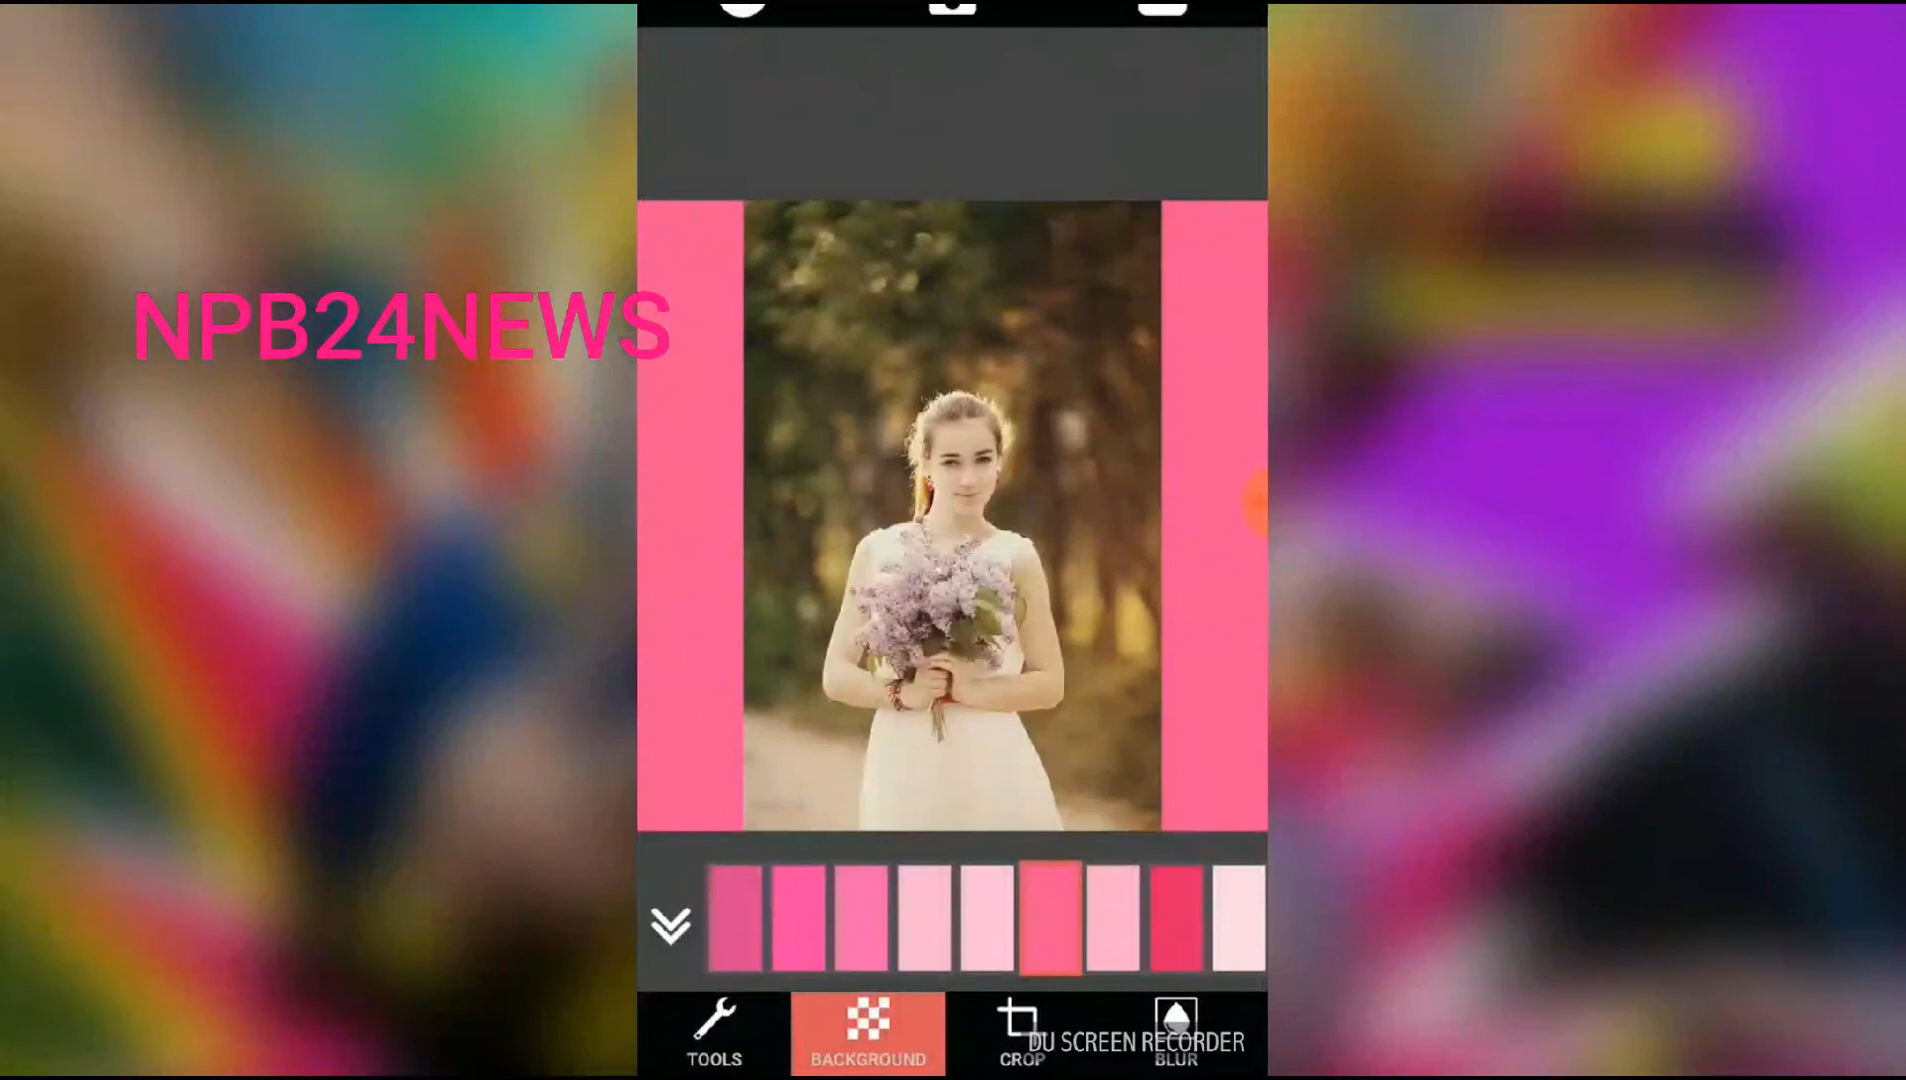 NPB24NEWS
TOOLS
BACKGROUND
CROP
BLUR
DU SCREEN RECORDER